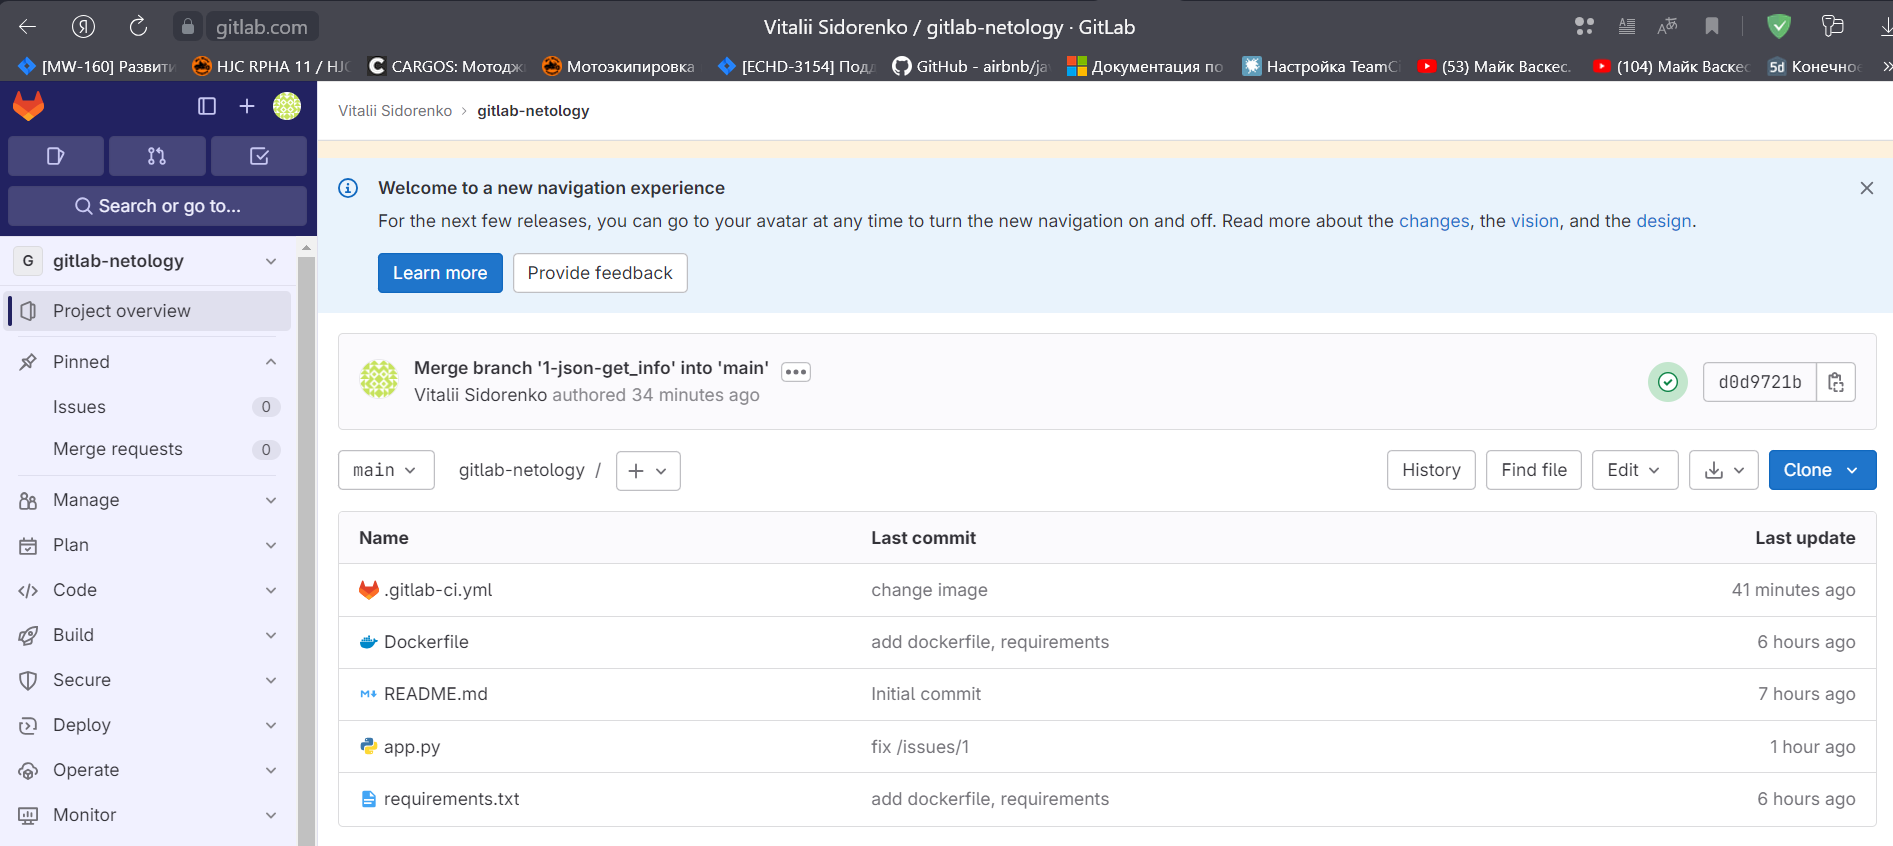 gitlab.com
Vitalii Sidorenko / gitlab-netology · GitLab
[MW-160] Развити
HJC RPHA 11 / HJC
CARGOS: Мотодж
Мотоэкипировка
[ECHD-3154] Подд
GitHub - airbnb/ja
Документация по
Настройка TeamCi
(53) Майк Васкес.
(104) Майк Васкес
5d Конечное
Vitalii Sidorenko › gitlab-netology
Search or go to...
Welcome to a new navigation experience
For the next few releases, you can go to your avatar at any time to turn the new navigation on and off. Read more about the changes, the vision, and the design.
Learn more
Provide feedback
G gitlab-netology
Project overview
Pinned
Issues 0
Merge requests 0
Manage
Plan
Code
Build
Secure
Deploy
Operate
Monitor
Merge branch '1-json-get_info' into 'main'
Vitalii Sidorenko authored 34 minutes ago
d0d9721b
main
gitlab-netology /
History
Find file
Edit
Clone
Name Last commit Last update
.gitlab-ci.yml change image 41 minutes ago
Dockerfile add dockerfile, requirements 6 hours ago
README.md Initial commit 7 hours ago
app.py fix /issues/1 1 hour ago
requirements.txt add dockerfile, requirements 6 hours ago